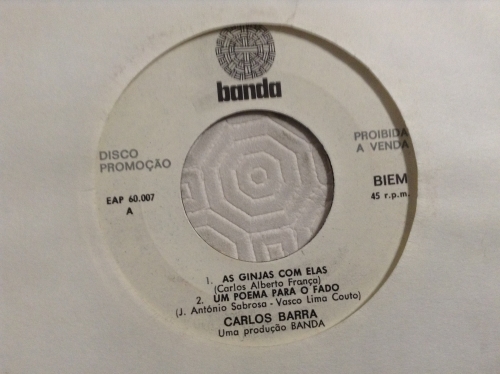 banda
DISCO
PROMOÇÃO
PROIBIDA
A VENDA
EAP 60.007
A
BIEM
45 r.p.m.
1. AS GINJAS COM ELAS
(Carlos Alberto França)
2. UM POEMA PARA O FADO
(J. António Sabrosa - Vasco Lima Couto)
CARLOS BARRA
Uma produção BANDA